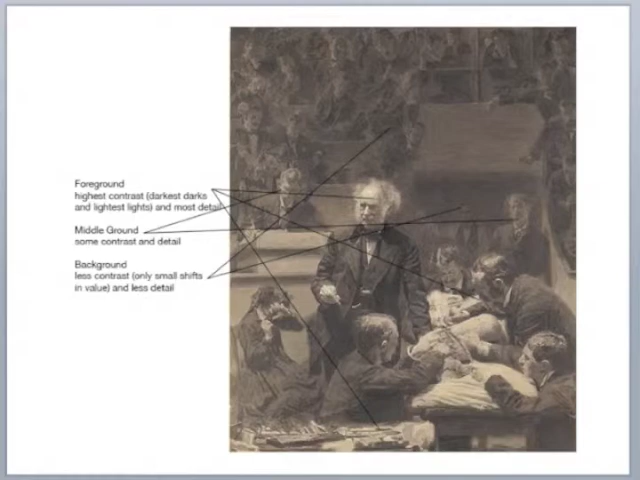 Foreground
highest contrast (darkest darks
and lightest lights) and most detail
Middle Ground
some contrast and detail
Background
less contrast (only small shifts
in value) and less detail